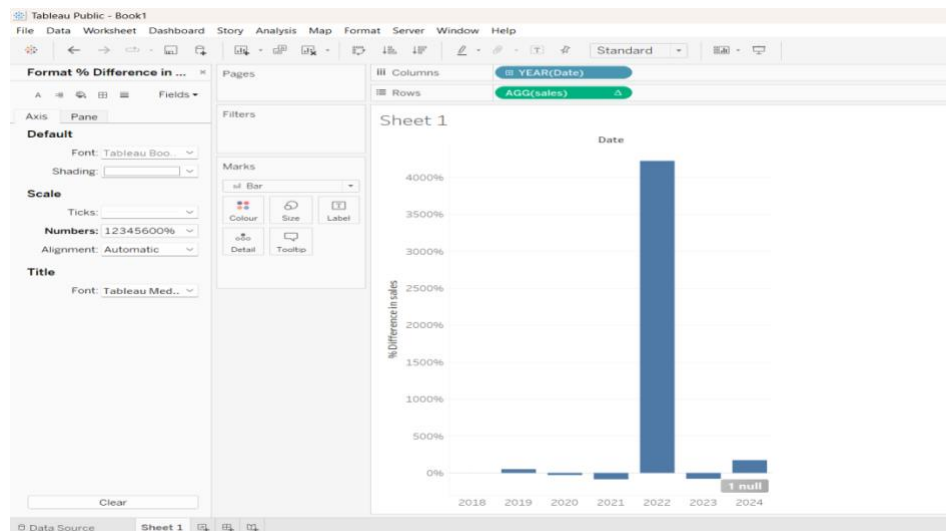 Tableau Public - Book1
File Data Worksheet Dashboard Story Analysis Map Format Server Window Help
Standard
Format % Difference in ... ×
Fields
Axis Pane
Default
Font: Tableau Boo..
Shading:
Scale
Ticks:
Numbers: 12345600%
Alignment: Automatic
Title
Font: Tableau Med..
Clear
Pages
Filters
Marks
Bar
Colour Size Label
Detail Tooltip
Columns YEAR(Date)
Rows AGG(sales) Δ
Sheet 1
Date
% Difference in sales
4000%
3500%
3000%
2500%
2000%
1500%
1000%
500%
0%
1 null
2018 2019 2020 2021 2022 2023 2024
Data Source Sheet 1